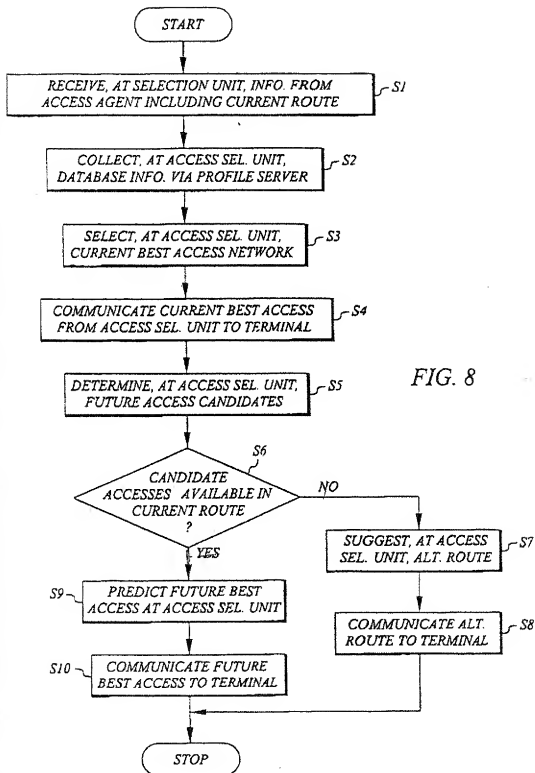 START
RECEIVE, AT SELECTION UNIT, INFO. FROM
ACCESS AGENT INCLUDING CURRENT ROUTE
S1
COLLECT, AT ACCESS SEL. UNIT,
DATABASE INFO. VIA PROFILE SERVER
S2
SELECT, AT ACCESS SEL. UNIT,
CURRENT BEST ACCESS NETWORK
S3
COMMUNICATE CURRENT BEST ACCESS
FROM ACCESS SEL. UNIT TO TERMINAL
S4
DETERMINE, AT ACCESS SEL. UNIT,
FUTURE ACCESS CANDIDATES
S5
FIG. 8
S6
CANDIDATE
ACCESSES AVAILABLE IN
CURRENT ROUTE
?
NO
YES
SUGGEST, AT ACCESS
SEL. UNIT, ALT. ROUTE
S7
S9
PREDICT FUTURE BEST
ACCESS AT ACCESS SEL. UNIT
COMMUNICATE ALT.
ROUTE TO TERMINAL
S8
S10
COMMUNICATE FUTURE
BEST ACCESS TO TERMINAL
STOP